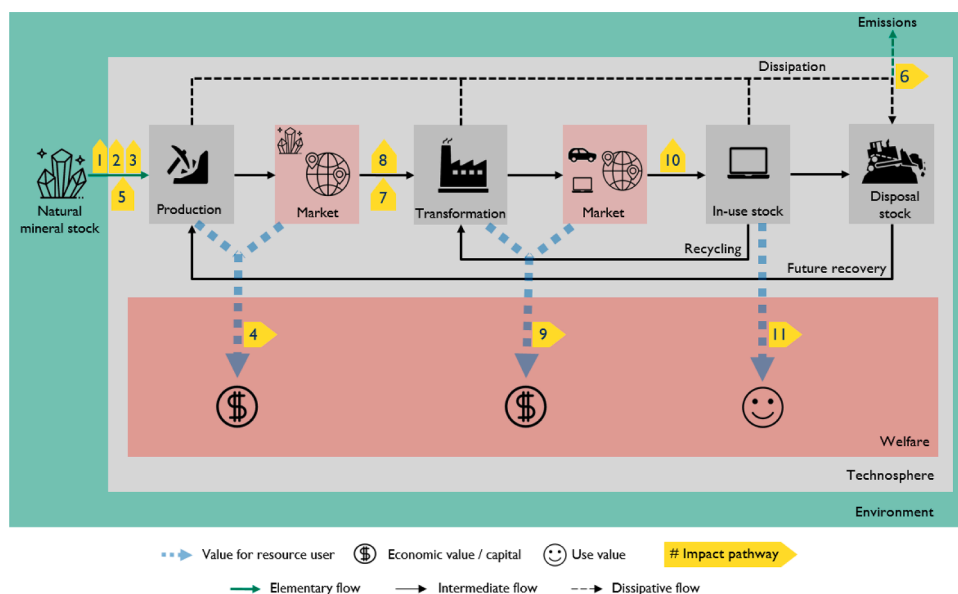 Emissions
Dissipation
6
1 2 3
8
10
5
7
Natural
mineral stock
Production
Market
Transformation
Market
In-use stock
Disposal
stock
Recycling
Future recovery
4
9
11
$
$
Welfare
Technosphere
Environment
Value for resource user
$
Economic value / capital
Use value
# Impact pathway
Elementary flow
Intermediate flow
Dissipative flow